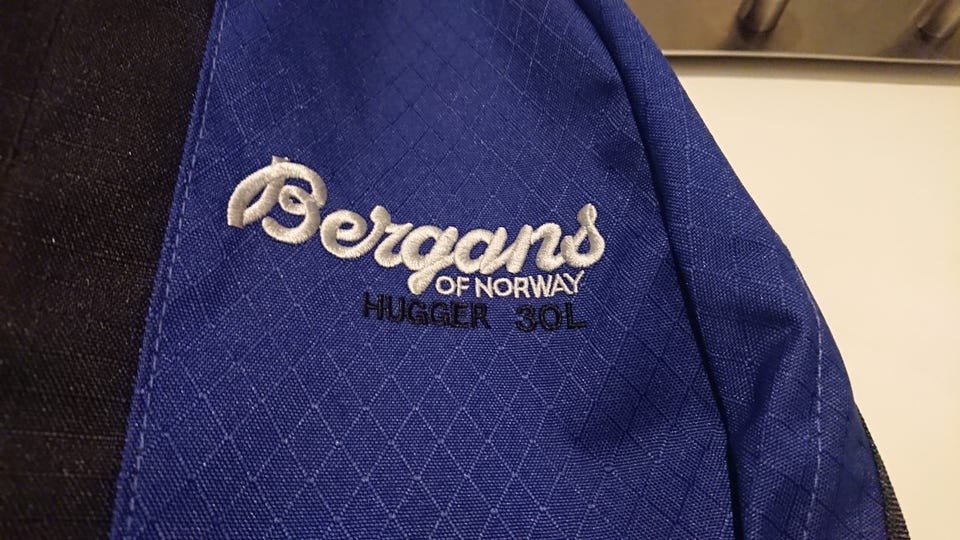 Bergans
OF NORWAY
HUGGER 30L